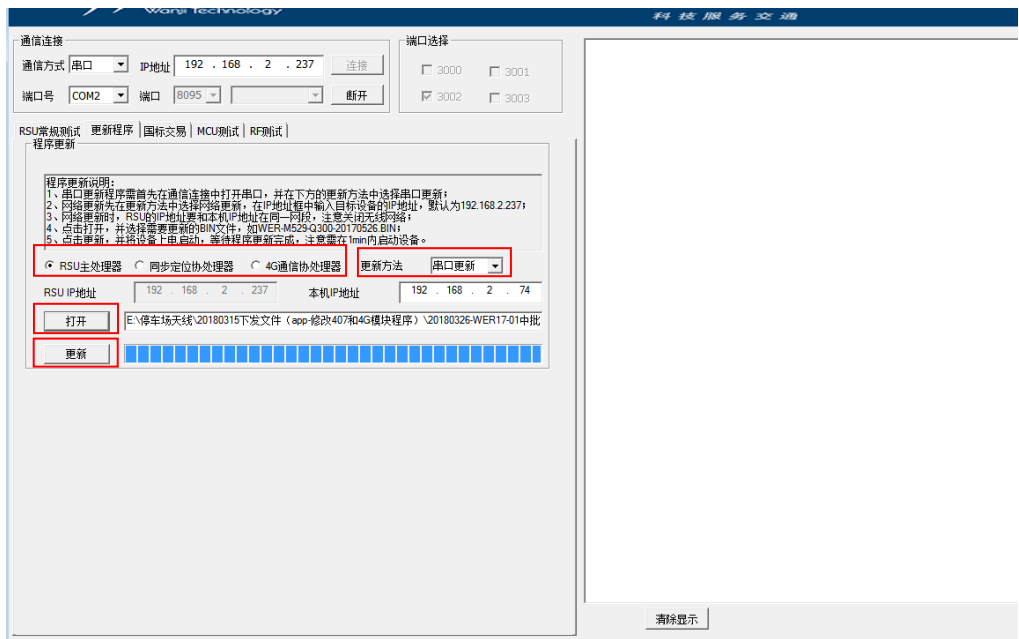 Wanji Technology
科技服务交通
通信连接
通信方式 串口 IP地址 192 . 168 . 2 . 237 连接
端口号 COM2 端口 8095 断开
端口选择
3000 3001
3002 3003
RSU常规测试 更新程序 国标交易 MCU测试 RF测试
程序更新
程序更新说明:
1、串口更新程序需首先在通信连接中打开串口，并在下方的更新方法中选择串口更新；
2、网络更新先在更新方法中选择网络更新，在IP地址框中输入目标设备的IP地址，默认为192.168.2.237；
3、网络更新时，RSU的IP地址要和本机IP地址在同一网段，注意关闭无线网络；
4、点击打开，并选择需要更新的BIN文件，如WER-M529-Q300-20170526.BIN；
5、点击更新，并将设备上电启动，等待程序更新完成，注意需在1min内启动设备。
RSU主处理器 同步定位协处理器 4G通信协处理器 更新方法 串口更新
RSU IP地址 192 . 168 . 2 . 237 本机IP地址 192 . 168 . 2 . 74
打开 E:\停车场天线\20180315下发文件（app-修改407和4G模块程序）\20180326-WER17-01中批
更新
清除显示